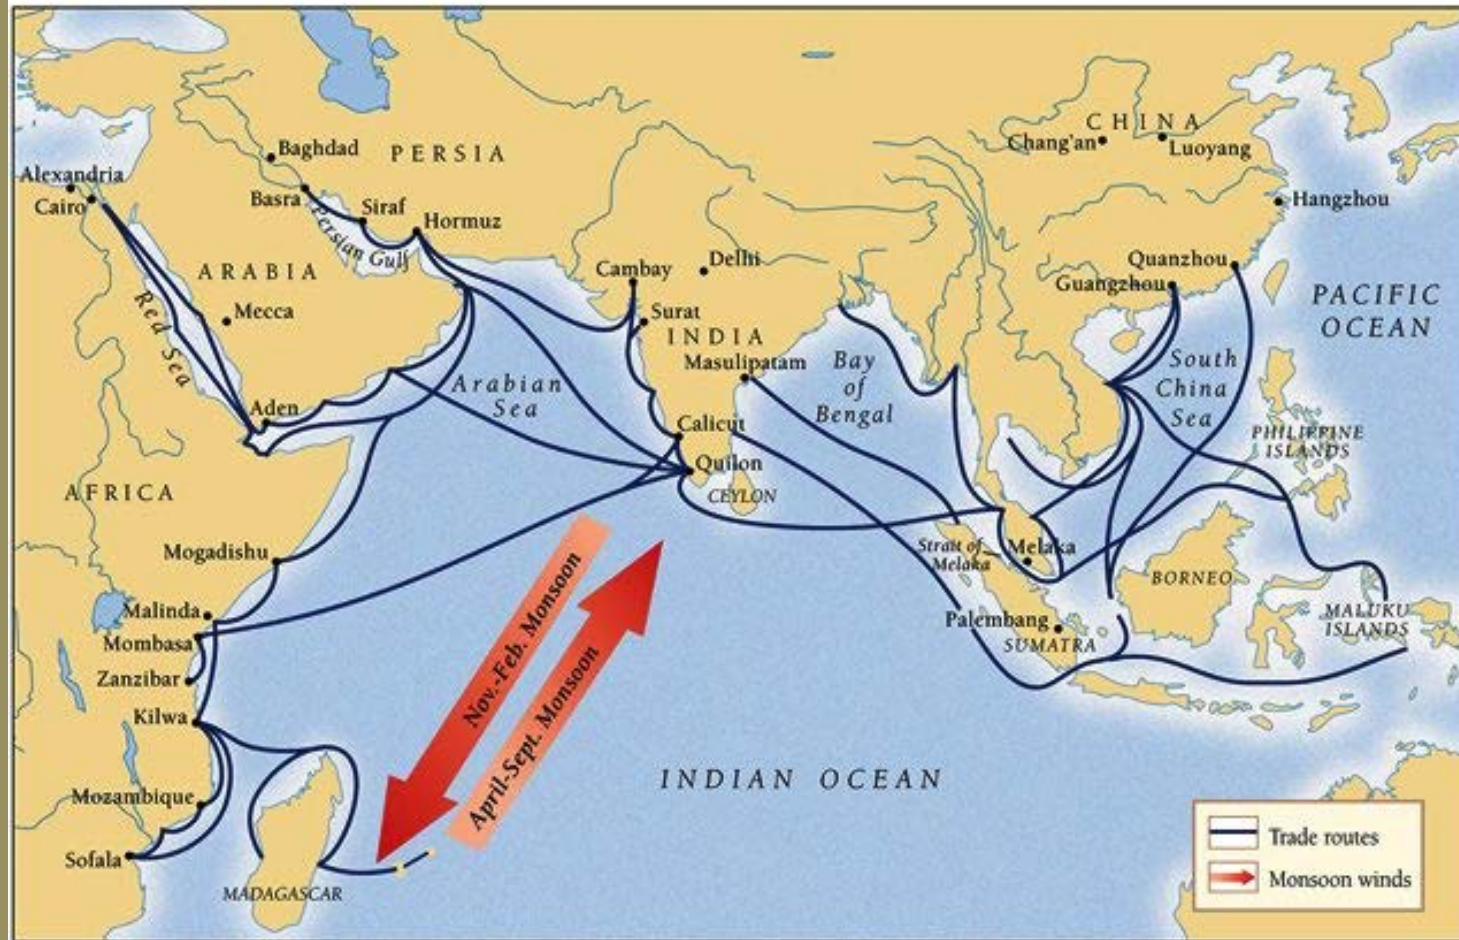 Baghdad
PERSIA
CHINA
Chang'an
Luoyang
Alexandria
Cairo
Basra
Siraf
Hormuz
Persian Gulf
Hangzhou
ARABIA
Mecca
Red Sea
Cambay
Delhi
Surat
INDIA
Masulipatam
Quanzhou
Guangzhou
PACIFIC
OCEAN
Bay
of
Bengal
South
China
Sea
Arabian
Sea
Aden
Calicut
Quilon
CEYLON
PHILIPPINE
ISLANDS
AFRICA
Mogadishu
Malinda
Mombasa
Zanzibar
Kilwa
Mozambique
Sofala
MADAGASCAR
Nov.-Feb. Monsoon
April-Sept. Monsoon
Strait of
Melaka
Melaka
BORNEO
Palembang
SUMATRA
MALUKU
ISLANDS
INDIAN OCEAN
Trade routes
Monsoon winds